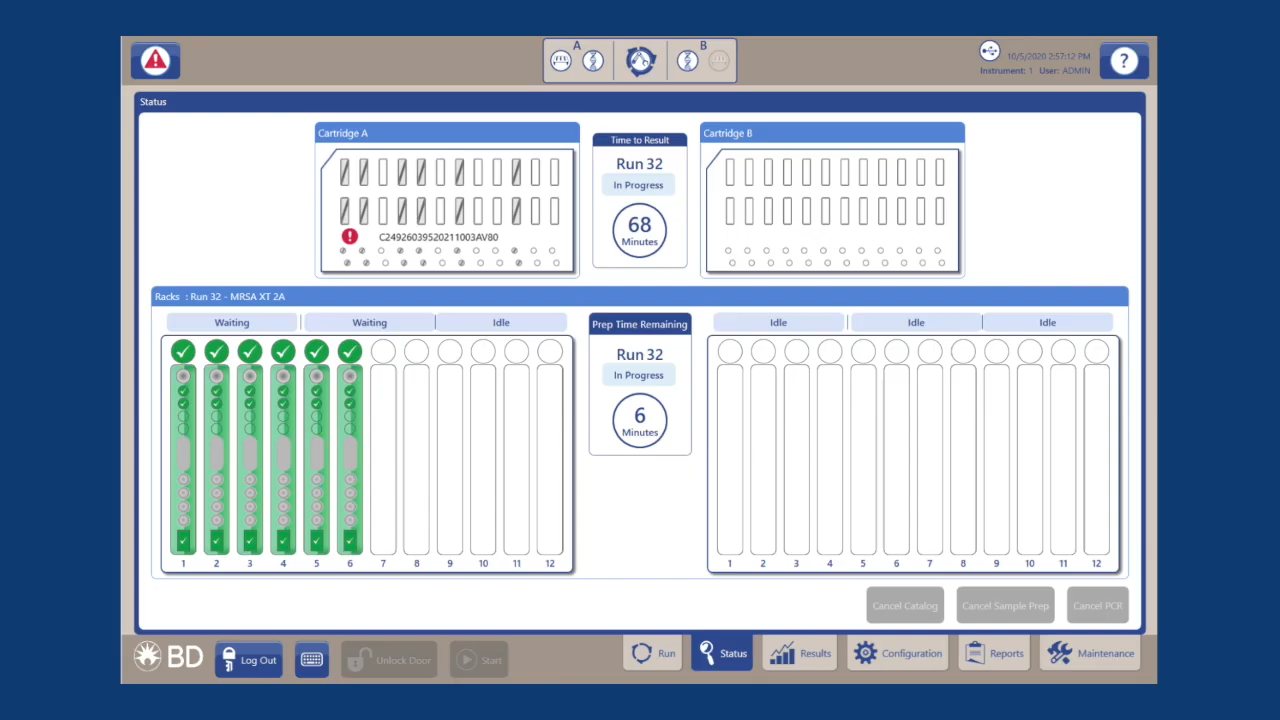 A
B
?
10/5/2020 2:57:12 PM
Instrument: 1 User: ADMIN
Status
Cartridge A
C24926039520211003AV80
Time to Result
Run 32
In Progress
68
Minutes
Cartridge B
Racks : Run 32 - MRSA XT 2A
Waiting
Waiting
Idle
Prep Time Remaining
Run 32
In Progress
6
Minutes
Idle
Idle
Idle
1 2 3 4 5 6 7 8 9 10 11 12
1 2 3 4 5 6 7 8 9 10 11 12
Cancel Catalog
Cancel Sample Prep
Cancel PCR
BD
Log Out
Unlock Door
Start
Run
Status
Results
Configuration
Reports
Maintenance